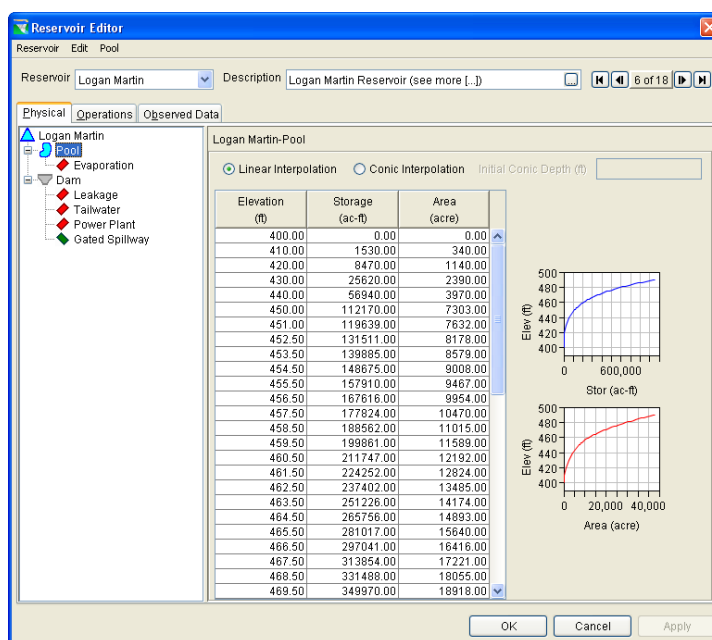 Reservoir Editor
Reservoir Edit Pool
Reservoir Logan Martin Description Logan Martin Reservoir (see more [...]) ... 6 of 18
Physical Operations Observed Data
Logan Martin
Pool
Evaporation
Dam
Leakage
Tailwater
Power Plant
Gated Spillway
Logan Martin-Pool
Linear Interpolation Conic Interpolation Initial Conic Depth (ft)
Elevation Storage Area
(ft) (ac-ft) (acre)
400.00 0.00 0.00
410.00 1530.00 340.00
420.00 8470.00 1140.00
430.00 25620.00 2390.00
440.00 56940.00 3970.00
450.00 112170.00 7303.00
451.00 119639.00 7632.00
452.50 131511.00 8178.00
453.50 139885.00 8579.00
454.50 148675.00 9008.00
455.50 157910.00 9467.00
456.50 167616.00 9954.00
457.50 177824.00 10470.00
458.50 188562.00 11015.00
459.50 199861.00 11589.00
460.50 211747.00 12192.00
461.50 224252.00 12824.00
462.50 237402.00 13485.00
463.50 251226.00 14174.00
464.50 265756.00 14893.00
465.50 281017.00 15640.00
466.50 297041.00 16416.00
467.50 313854.00 17221.00
468.50 331488.00 18055.00
469.50 349970.00 18918.00
500
480
460
440
420
400
Elev (ft)
0 600,000
Stor (ac-ft)
500
480
460
440
420
400
Elev (ft)
0 20,000 40,000
Area (acre)
OK Cancel Apply